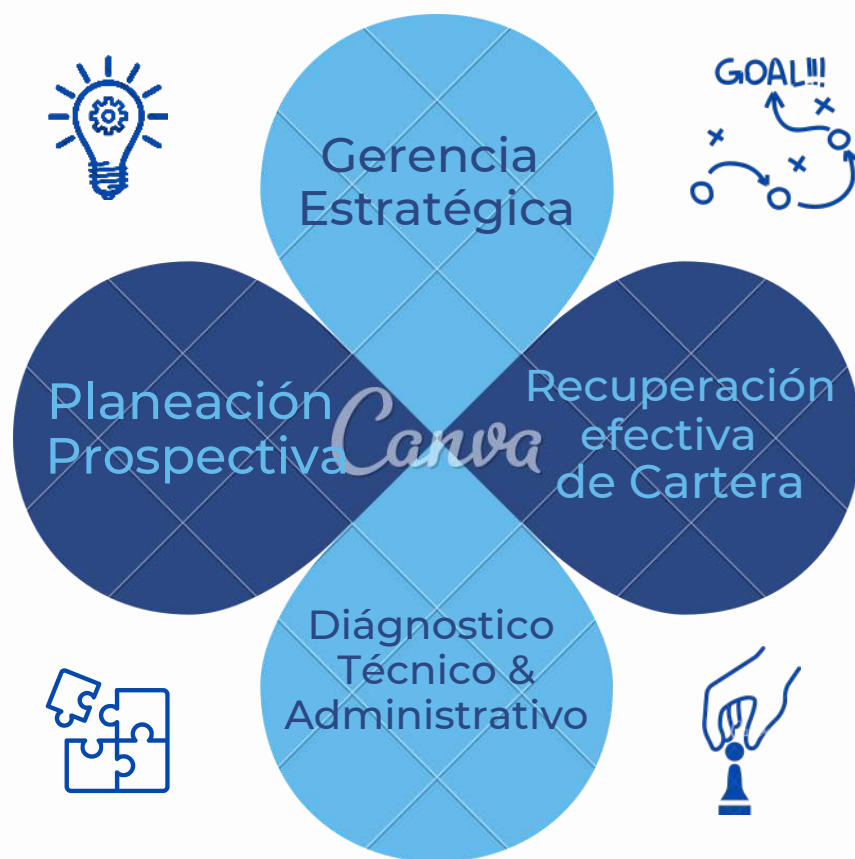 GOAL!!!
Gerencia
Estratégica
Planeación
Prospectiva
Canva
Recuperación
efectiva
de Cartera
Diágnostico
Técnico &
Administrativo